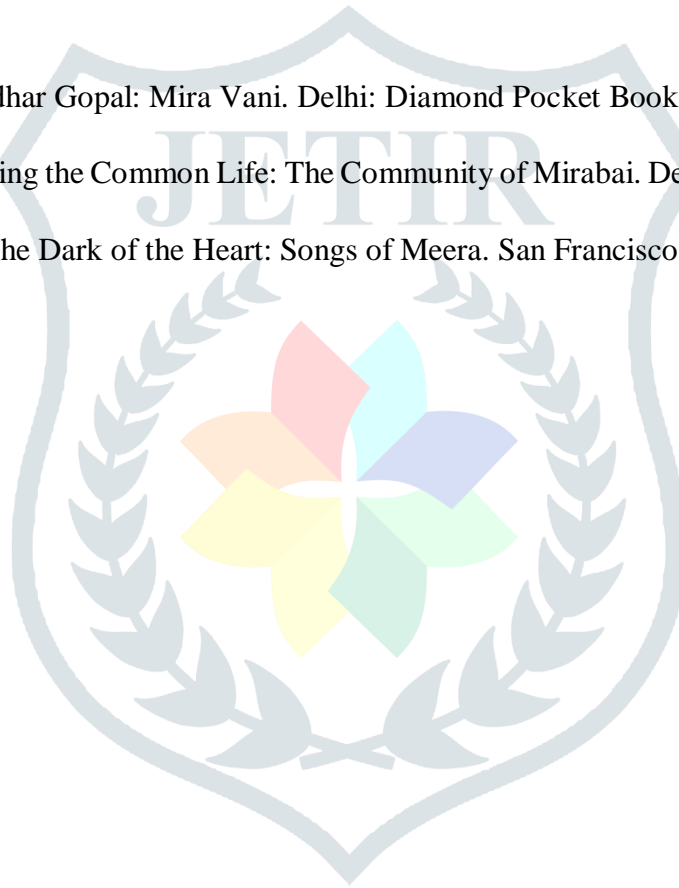 dhar Gopal: Mira Vani. Delhi: Diamond Pocket Book
ing the Common Life: The Community of Mirabai. De
he Dark of the Heart: Songs of Meera. San Francisco
JETIR